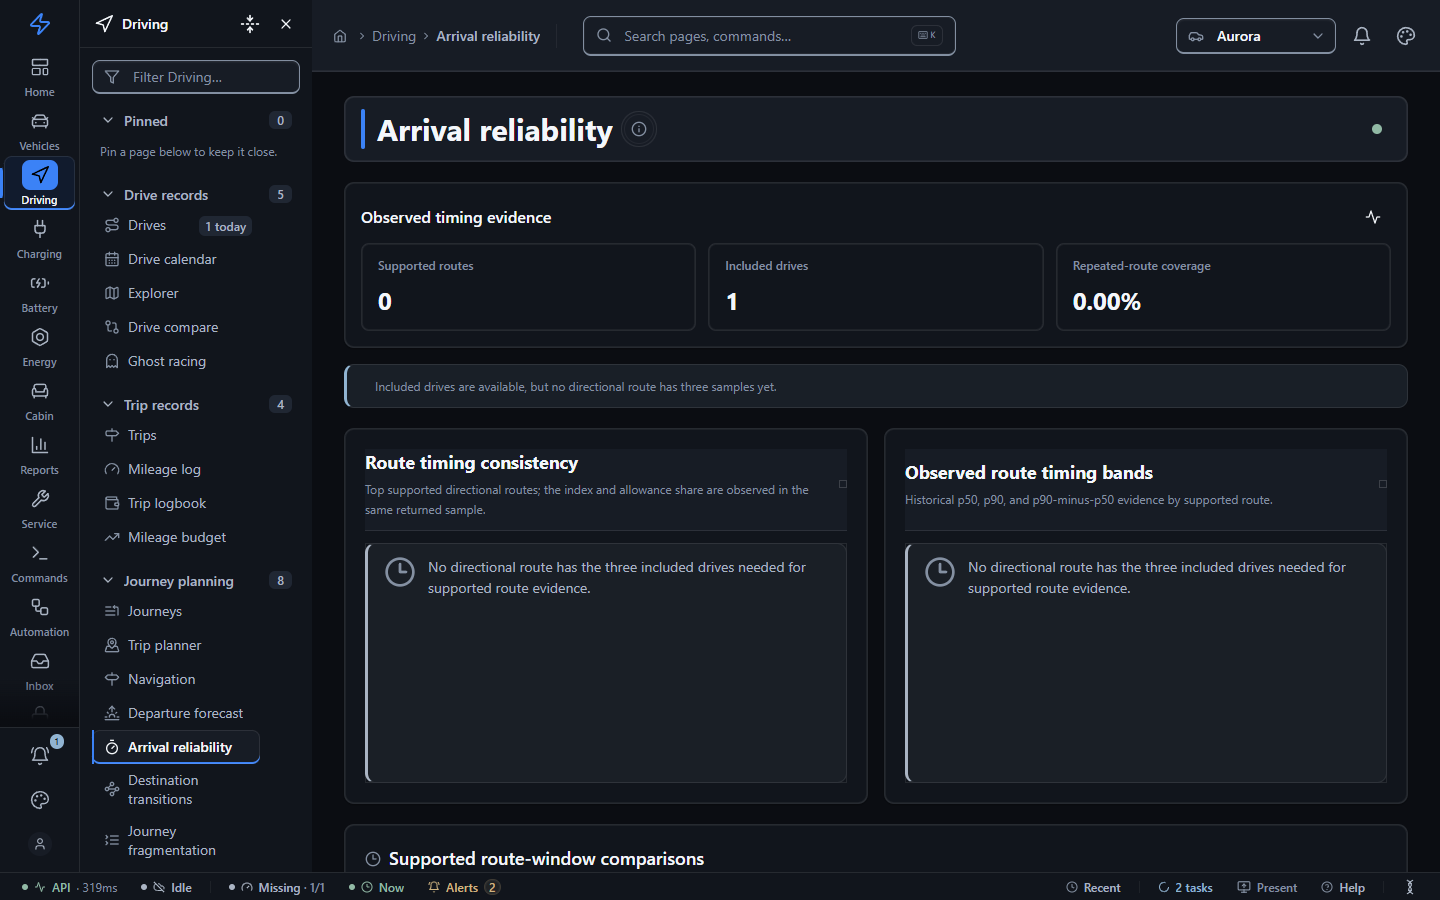 Home
Vehicles
Driving
Charging
Battery
Energy
Cabin
Reports
Service
Commands
Automation
Inbox
1
Driving
Filter Driving...
Pinned 0
Pin a page below to keep it close.
Drive records 5
Drives 1 today
Drive calendar
Explorer
Drive compare
Ghost racing
Trip records 4
Trips
Mileage log
Trip logbook
Mileage budget
Journey planning 8
Journeys
Trip planner
Navigation
Departure forecast
Arrival reliability
Destination
transitions
Journey
fragmentation
Driving Arrival reliability
Search pages, commands... K
Aurora
Arrival reliability
Observed timing evidence
Supported routes
0
Included drives
1
Repeated-route coverage
0.00%
Included drives are available, but no directional route has three samples yet.
Route timing consistency
Top supported directional routes; the index and allowance share are observed in the
same returned sample.
No directional route has the three included drives needed for
supported route evidence.
Observed route timing bands
Historical p50, p90, and p90-minus-p50 evidence by supported route.
No directional route has the three included drives needed for
supported route evidence.
Supported route-window comparisons
API · 319ms Idle Missing · 1/1 Now Alerts 2 Recent 2 tasks Present Help